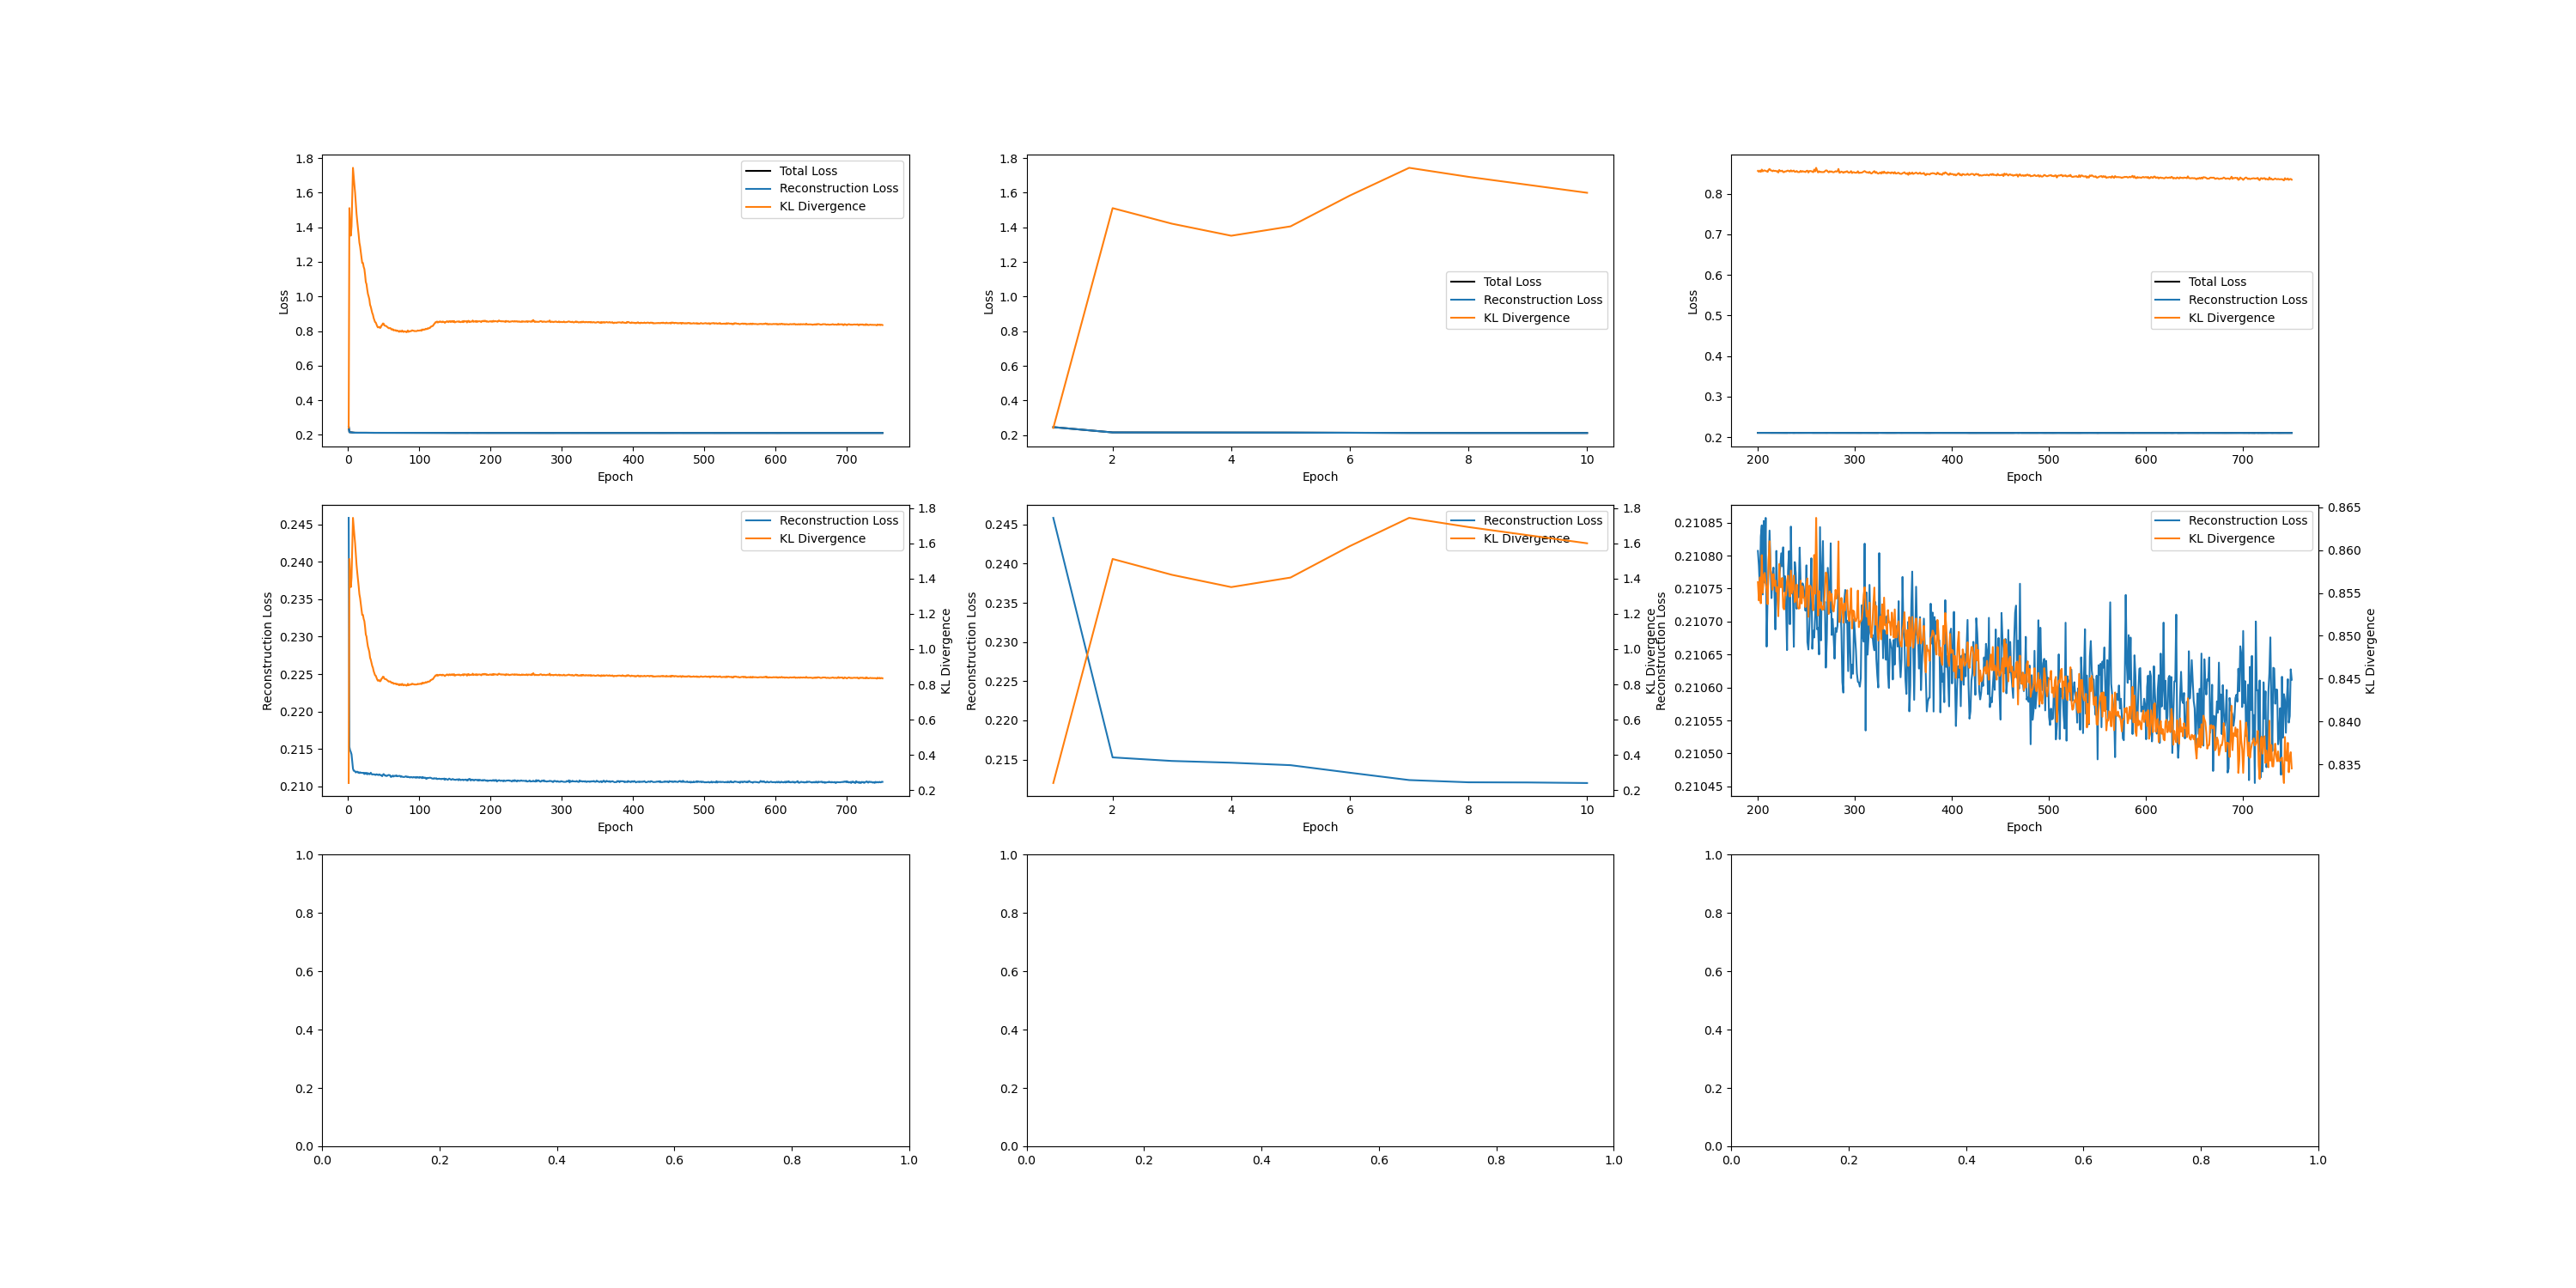 1.8
1.6
1.4
1.2
1.0
0.8
0.6
0.4
0.2
Loss
Total Loss
Reconstruction Loss
KL Divergence
0 100 200 300 400 500 600 700
Epoch
1.8
1.6
1.4
1.2
1.0
0.8
0.6
0.4
0.2
Loss
Total Loss
Reconstruction Loss
KL Divergence
2 4 6 8 10
Epoch
0.8
0.7
0.6
0.5
0.4
0.3
0.2
Loss
Total Loss
Reconstruction Loss
KL Divergence
200 300 400 500 600 700
Epoch
0.245
0.240
0.235
0.230
0.225
0.220
0.215
0.210
Reconstruction Loss
Reconstruction Loss
KL Divergence
1.8
1.6
1.4
1.2
1.0
0.8
0.6
0.4
0.2
KL Divergence
0 100 200 300 400 500 600 700
Epoch
0.245
0.240
0.235
0.230
0.225
0.220
0.215
Reconstruction Loss
Reconstruction Loss
KL Divergence
1.8
1.6
1.4
1.2
1.0
0.8
0.6
0.4
0.2
KL Divergence
2 4 6 8 10
Epoch
0.21085
0.21080
0.21075
0.21070
0.21065
0.21060
0.21055
0.21050
0.21045
Reconstruction Loss
Reconstruction Loss
KL Divergence
0.865
0.860
0.855
0.850
0.845
0.840
0.835
KL Divergence
200 300 400 500 600 700
Epoch
1.0
0.8
0.6
0.4
0.2
0.0
0.0 0.2 0.4 0.6 0.8 1.0
1.0
0.8
0.6
0.4
0.2
0.0
0.0 0.2 0.4 0.6 0.8 1.0
1.0
0.8
0.6
0.4
0.2
0.0
0.0 0.2 0.4 0.6 0.8 1.0